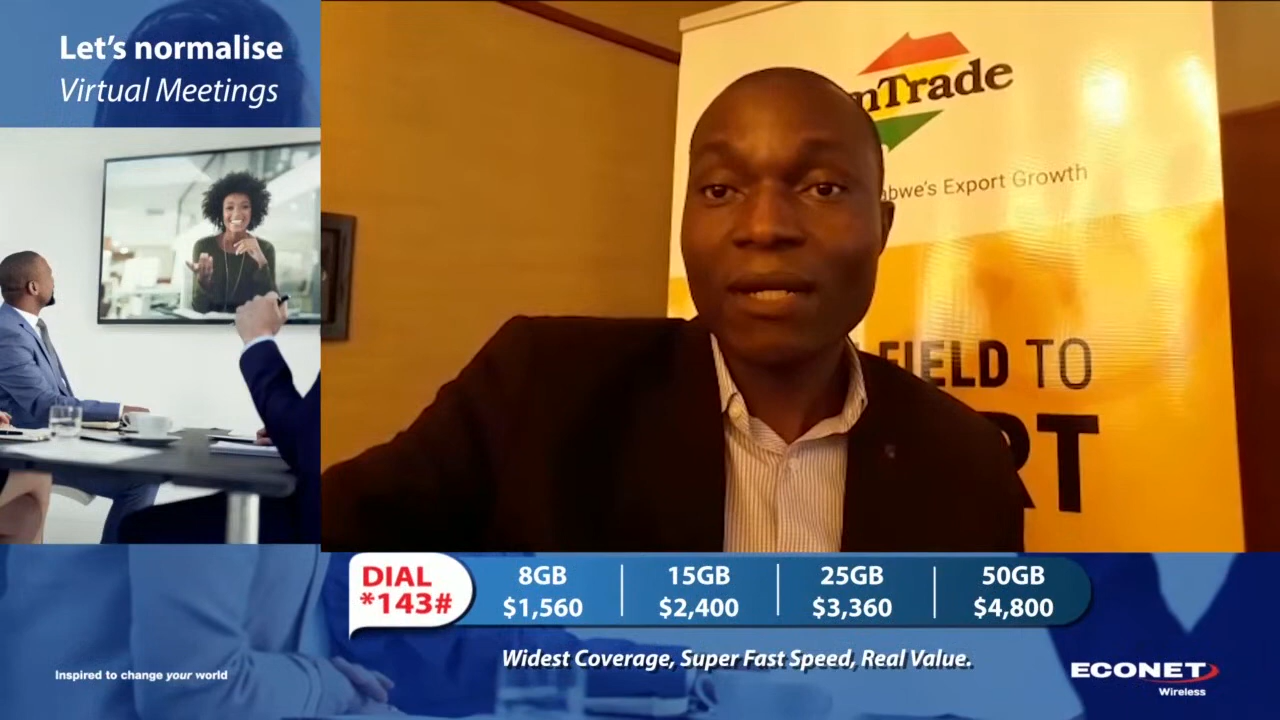 Let's normalise
Virtual Meetings
nTrade
abwe's Export Growth
FIELD TO
RT
DIAL
*143#
8GB
$1,560
15GB
$2,400
25GB
$3,360
50GB
$4,800
Widest Coverage, Super Fast Speed, Real Value.
Inspired to change your world
ECONET
Wireless